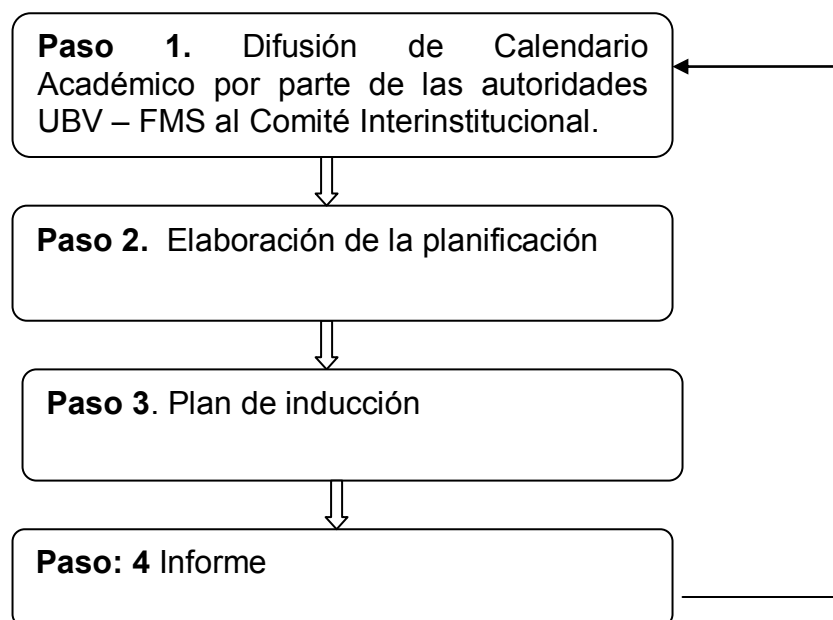 Paso 1. Difusión de Calendario
Académico por parte de las autoridades
UBV – FMS al Comité Interinstitucional.
Paso 2. Elaboración de la planificación
Paso 3. Plan de inducción
Paso: 4 Informe